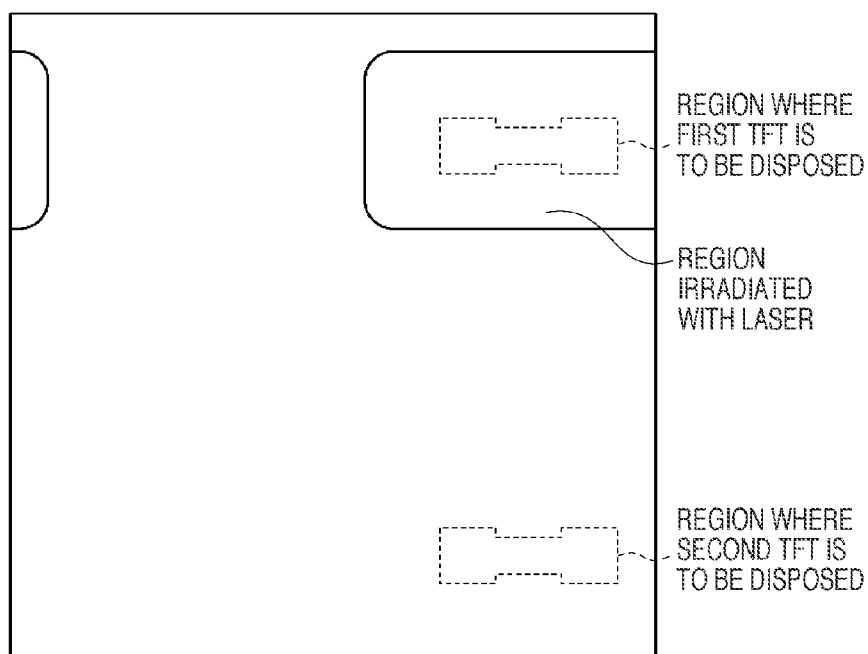 REGION WHERE
FIRST TFT IS
TO BE DISPOSED
REGION
IRRADIATED
WITH LASER
REGION WHERE
SECOND TFT IS
TO BE DISPOSED